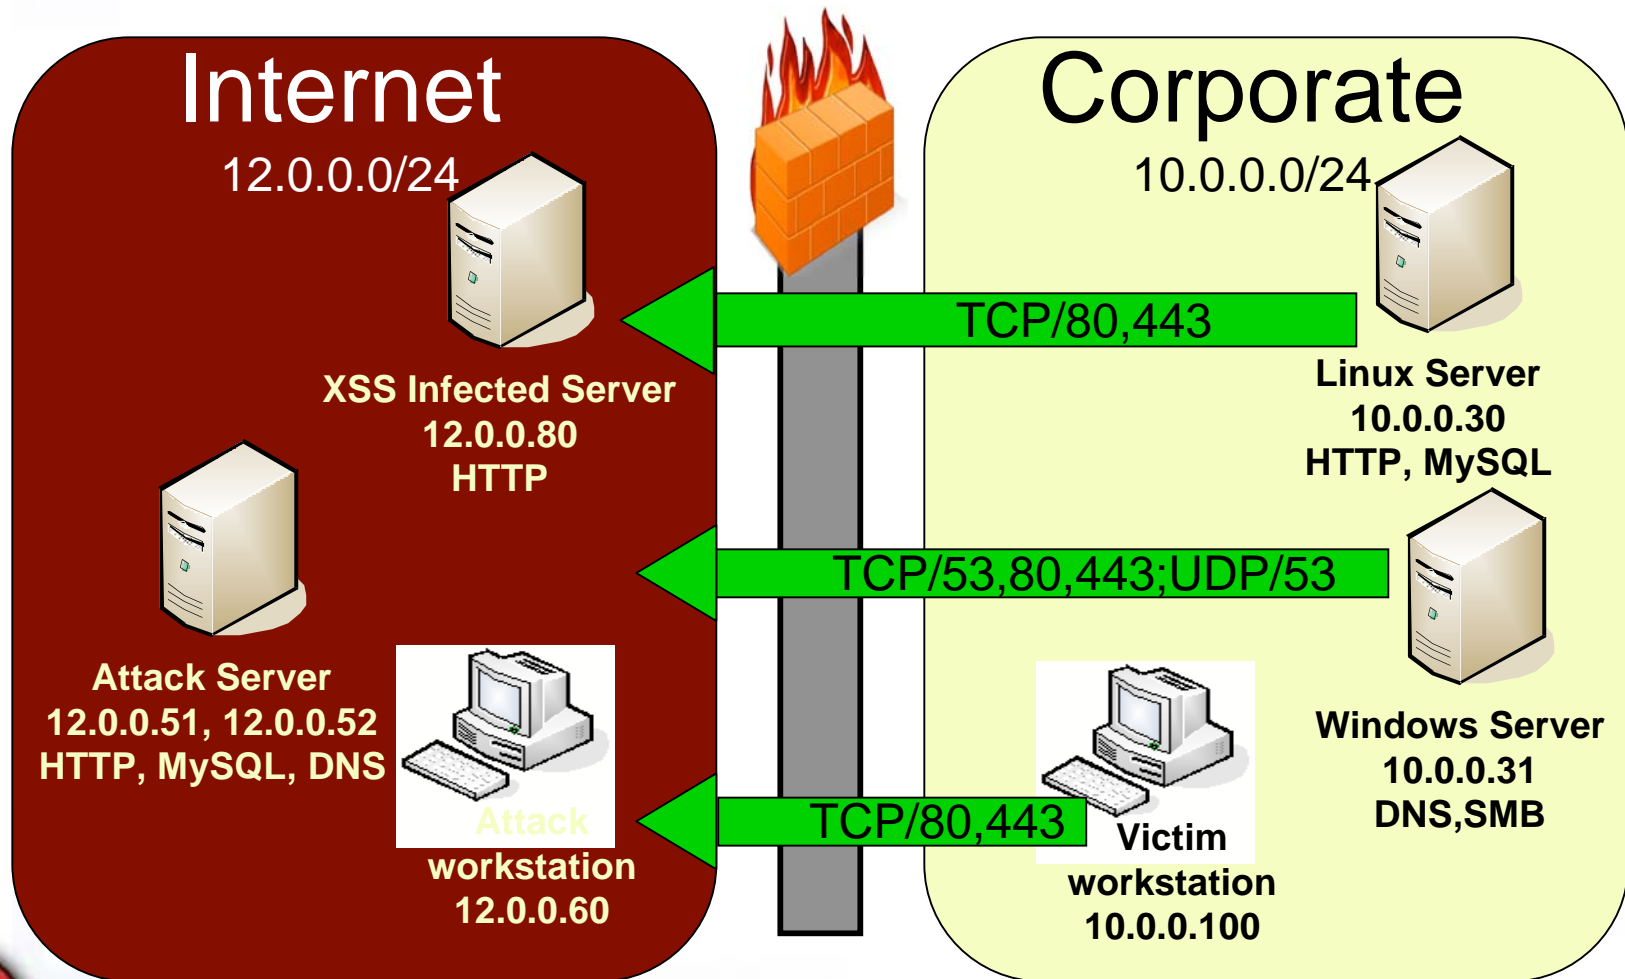 Internet
12.0.0.0/24
XSS Infected Server
12.0.0.80
HTTP
Attack Server
12.0.0.51, 12.0.0.52
HTTP, MySQL, DNS
Attack
workstation
12.0.0.60
TCP/80,443
TCP/53,80,443;UDP/53
TCP/80,443
Corporate
10.0.0.0/24
Linux Server
10.0.0.30
HTTP, MySQL
Windows Server
10.0.0.31
DNS,SMB
Victim
workstation
10.0.0.100